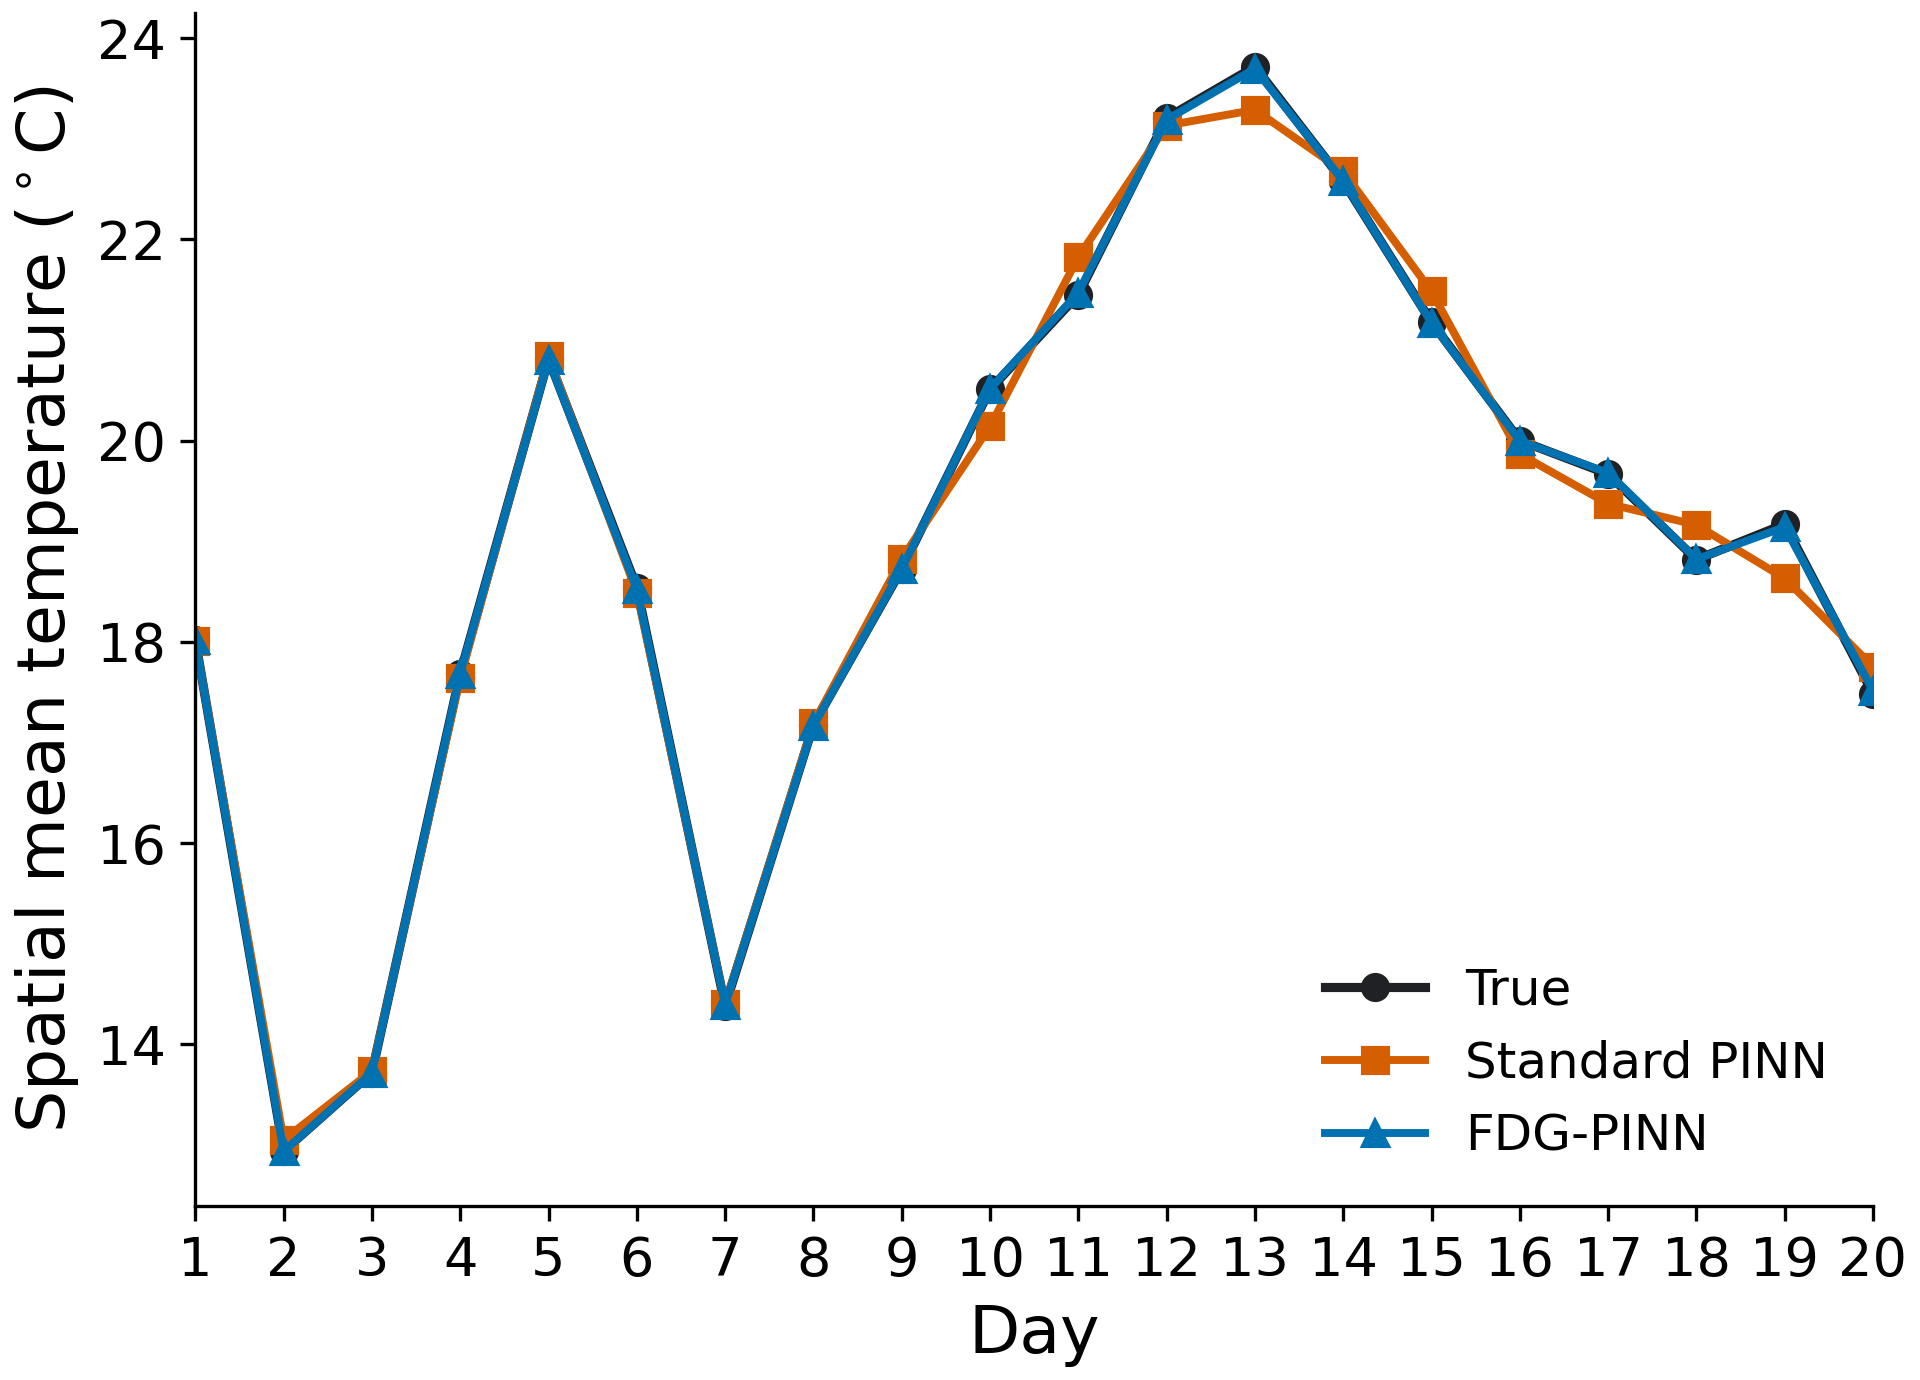 Spatial mean temperature (°C)
24
22
20
18
16
14
True
Standard PINN
FDG-PINN
1 2 3 4 5 6 7 8 9 10 11 12 13 14 15 16 17 18 19 20
Day